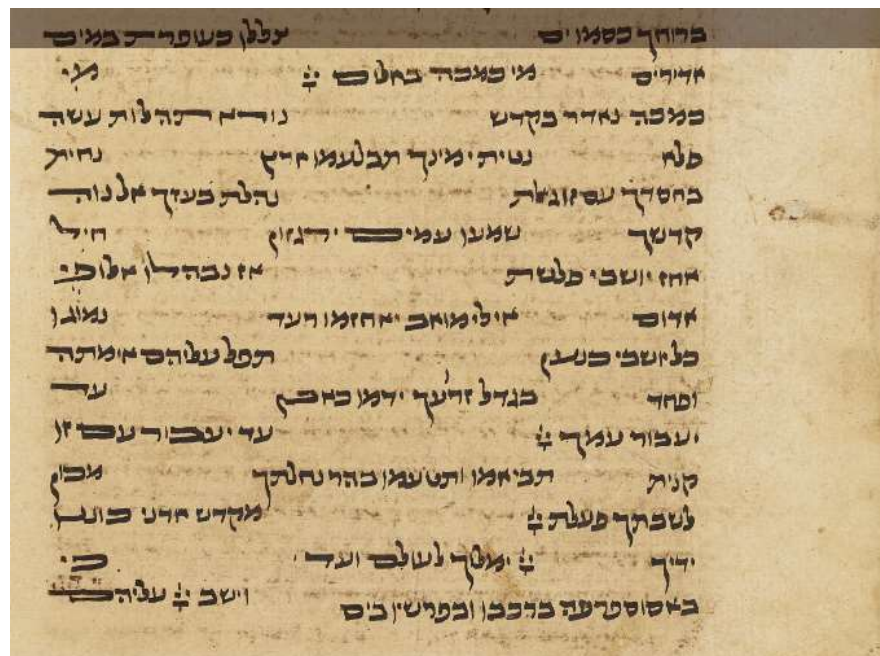 ברוחך כסמו ים צללו כעופרת במים
אדירים מי כמכה באלים ÷ מי
כמכה נאדר בקדש נורא תהלות עשה
פלא נטית ימינך תבלעמו ארץ נחית
בחסדך עם זו גאלת נהלת בעזך אל נוה
קדשך שמעו עמים ירגזון חיל
אחז יושבי פלשת אז נבהלו אלופי
אדום אילי מואב יאחזמו רעד נמוגו
כל יושבי כנען תפל עליהם אימתה
ופחד בגדל זרעך ידמו כאבן עד
יעבור עמך ÷ עד יעבור עם זו
קנית תביאמו ותטעמו בהר נחלתך מכון
לשבתך פעלת ÷ מקדש אדני כוננו
ידיך ÷ ימלך לעולם ועד כי
בא סוס פרעה ברכבו ובפרשיו בים וישב ÷ עליהם